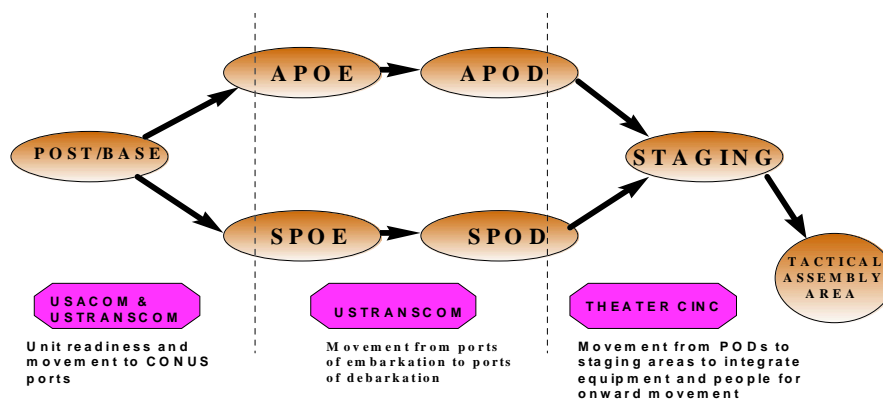 APOE
APOD
POST/BASE
STAGING
SPOE
SPOD
TACTICAL
ASSEMBLY
AREA
USACOM &
USTRANSCOM
USTRANSCOM
THEATER CINC
Unit readiness and
movement to CONUS
ports
Movement from ports
of embarkation to ports
of debarkation
Movement from PODs to
staging areas to integrate
equipment and people for
onward movement